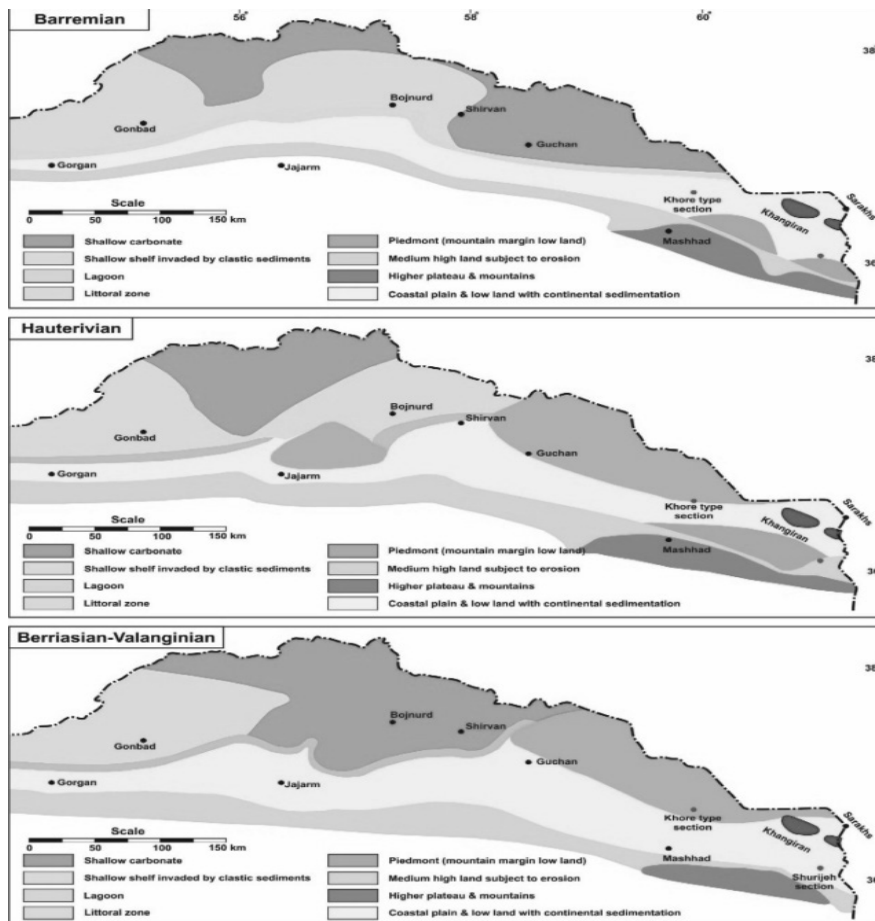 56° 58° 60°
Barremian
38
Bojnurd
Shirvan
Gonbad
Guchan
Gorgan
Jajarm
Scale
0 50 100 150 km
Khore type
section
Khangiran
Sarakhs
Mashhad
36
Shallow carbonate
Piedmont (mountain margin low land)
Shallow shelf invaded by clastic sediments
Medium high land subject to erosion
Lagoon
Higher plateau & mountains
Littoral zone
Coastal plain & low land with continental sedimentation
Hauterivian
38
Bojnurd
Shirvan
Gonbad
Guchan
Gorgan
Jajarm
Scale
0 50 100 150 km
Khore type
section
Khangiran
Sarakhs
Mashhad
36
Shallow carbonate
Piedmont (mountain margin low land)
Shallow shelf invaded by clastic sediments
Medium high land subject to erosion
Lagoon
Higher plateau & mountains
Littoral zone
Coastal plain & low land with continental sedimentation
Berriasian-Valanginian
38
Bojnurd
Shirvan
Gonbad
Guchan
Gorgan
Jajarm
Scale
0 50 100 150 km
Khore type
section
Khangiran
Sarakhs
Mashhad
Shurijeh
section
36
Shallow carbonate
Piedmont (mountain margin low land)
Shallow shelf invaded by clastic sediments
Medium high land subject to erosion
Lagoon
Higher plateau & mountains
Littoral zone
Coastal plain & low land with continental sedimentation